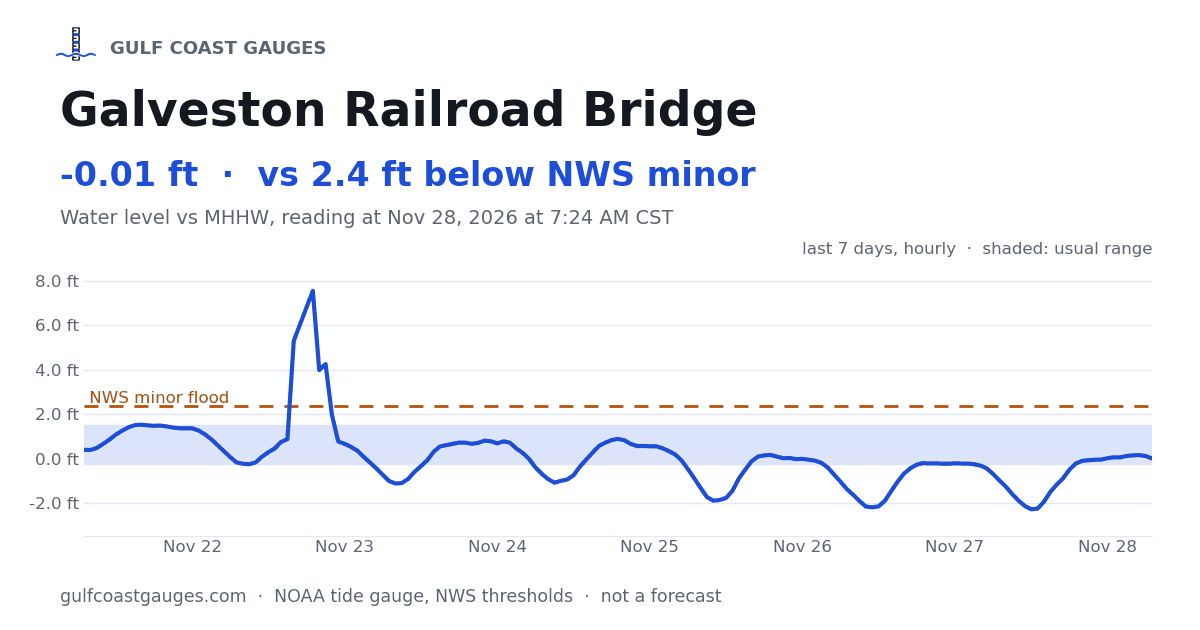 GULF COAST GAUGES
Galveston Railroad Bridge
-0.01 ft · vs 2.4 ft below NWS minor
Water level vs MHHW, reading at Nov 28, 2026 at 7:24 AM CST
last 7 days, hourly · shaded: usual range
8.0 ft
6.0 ft
4.0 ft
NWS minor flood
2.0 ft
0.0 ft
-2.0 ft
Nov 22 Nov 23 Nov 24 Nov 25 Nov 26 Nov 27 Nov 28
gulfcoastgauges.com · NOAA tide gauge, NWS thresholds · not a forecast